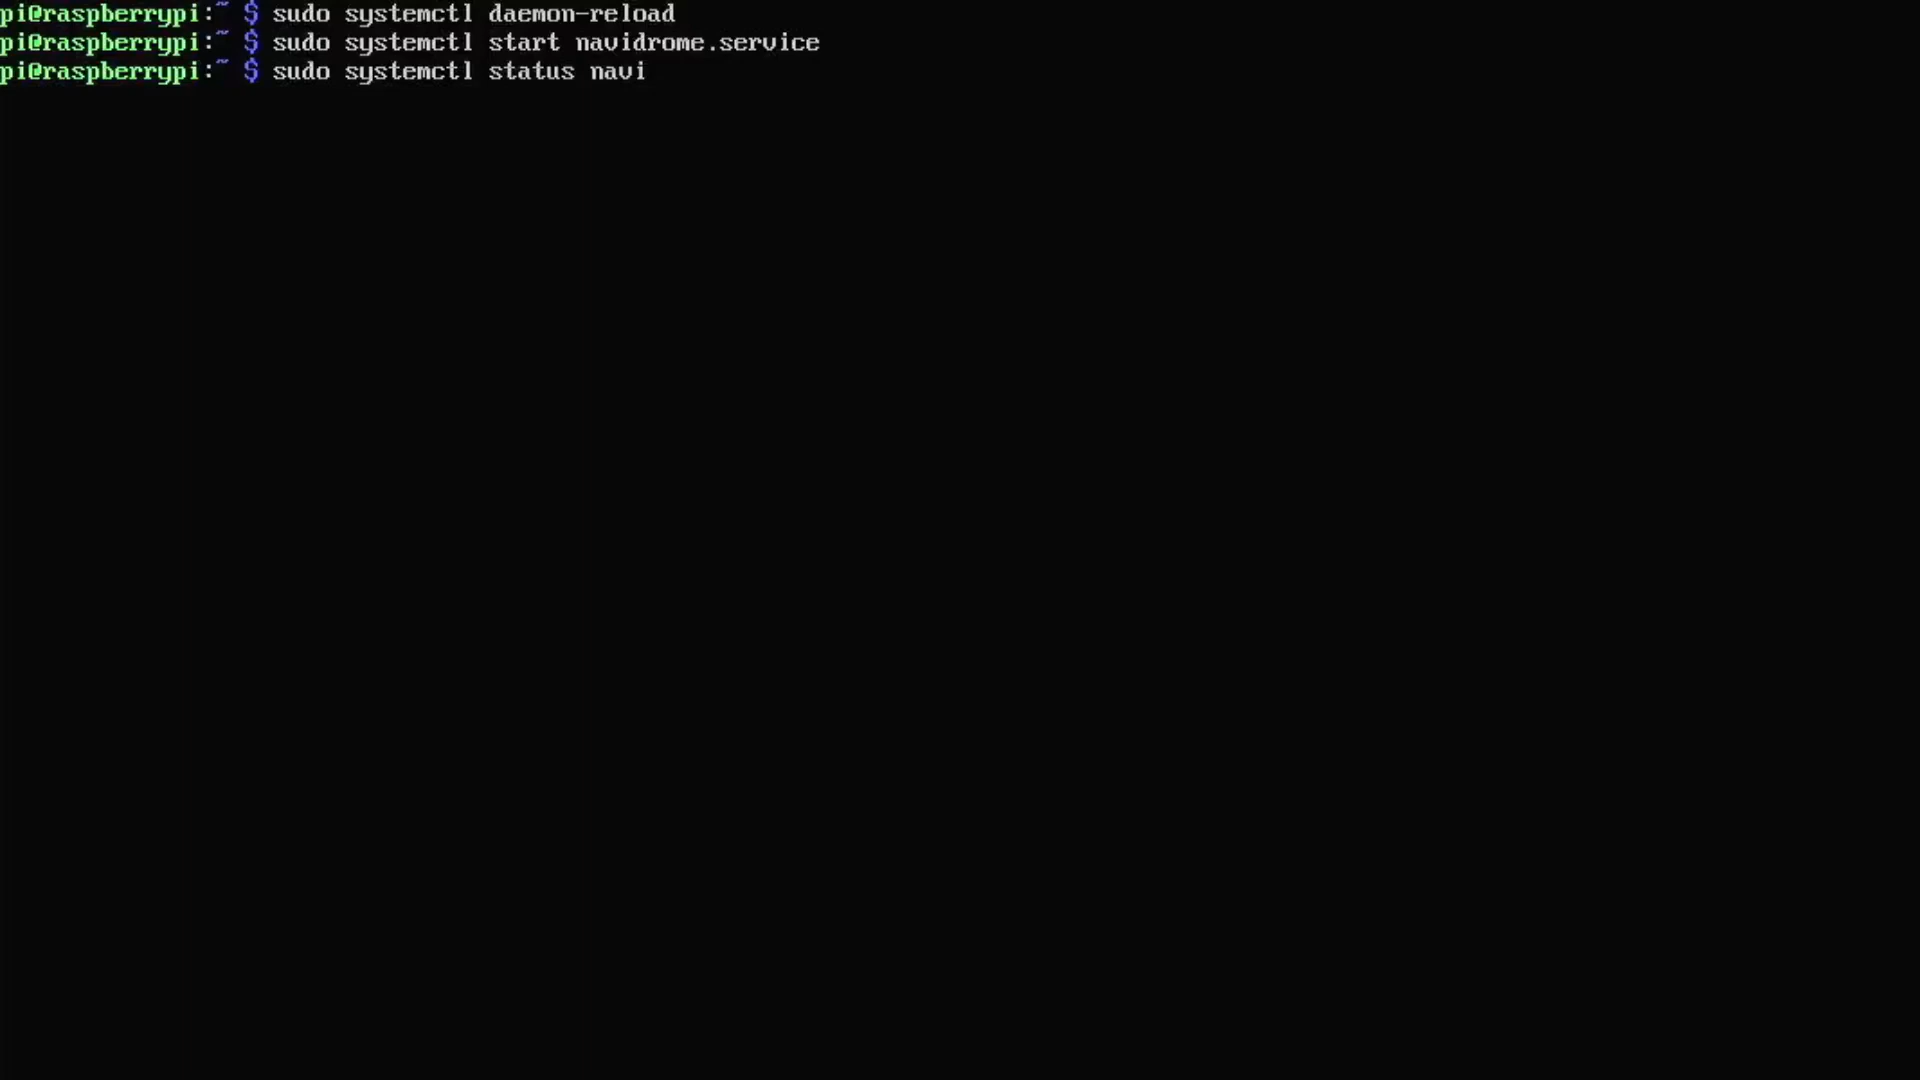 pi@raspberrypi:~ $ sudo systemctl daemon-reload
pi@raspberrypi:~ $ sudo systemctl start navidrome.service
pi@raspberrypi:~ $ sudo systemctl status navi